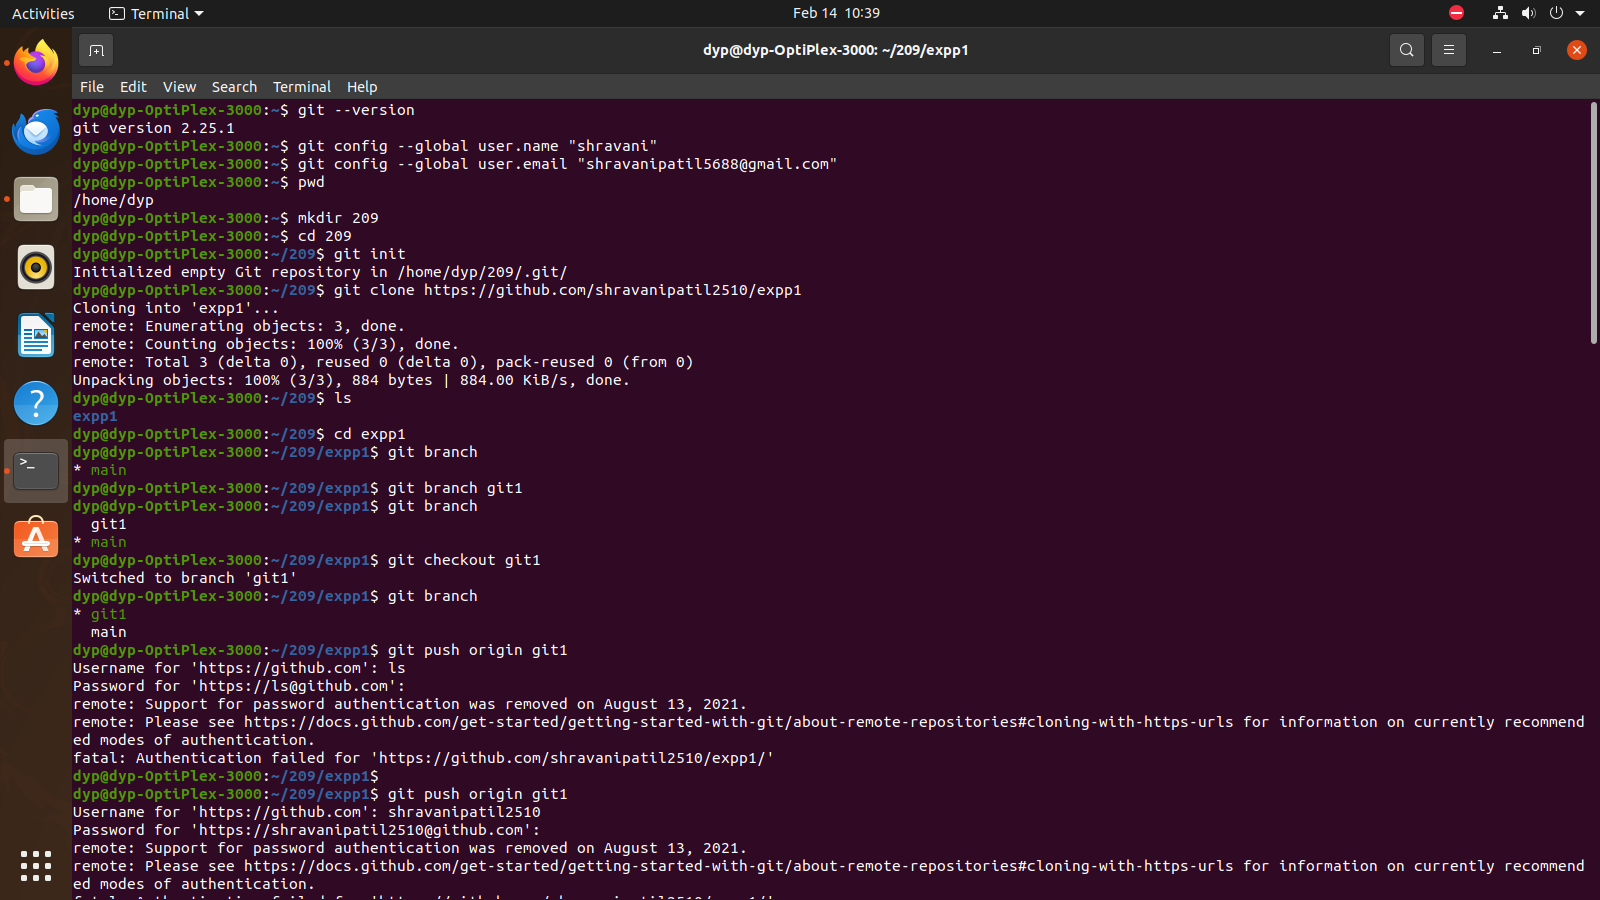 Activities
Terminal
Feb 14 10:39
dyp@dyp-OptiPlex-3000: ~/209/expp1
File Edit View Search Terminal Help
dyp@dyp-OptiPlex-3000:~$ git --version
git version 2.25.1
dyp@dyp-OptiPlex-3000:~$ git config --global user.name "shravani"
dyp@dyp-OptiPlex-3000:~$ git config --global user.email "shravanipatil5688@gmail.com"
dyp@dyp-OptiPlex-3000:~$ pwd
/home/dyp
dyp@dyp-OptiPlex-3000:~$ mkdir 209
dyp@dyp-OptiPlex-3000:~$ cd 209
dyp@dyp-OptiPlex-3000:~/209$ git init
Initialized empty Git repository in /home/dyp/209/.git/
dyp@dyp-OptiPlex-3000:~/209$ git clone https://github.com/shravanipatil2510/expp1
Cloning into 'expp1'...
remote: Enumerating objects: 3, done.
remote: Counting objects: 100% (3/3), done.
remote: Total 3 (delta 0), reused 0 (delta 0), pack-reused 0 (from 0)
Unpacking objects: 100% (3/3), 884 bytes | 884.00 KiB/s, done.
dyp@dyp-OptiPlex-3000:~/209$ ls
expp1
dyp@dyp-OptiPlex-3000:~/209$ cd expp1
dyp@dyp-OptiPlex-3000:~/209/expp1$ git branch
* main
dyp@dyp-OptiPlex-3000:~/209/expp1$ git branch git1
dyp@dyp-OptiPlex-3000:~/209/expp1$ git branch
  git1
* main
dyp@dyp-OptiPlex-3000:~/209/expp1$ git checkout git1
Switched to branch 'git1'
dyp@dyp-OptiPlex-3000:~/209/expp1$ git branch
* git1
  main
dyp@dyp-OptiPlex-3000:~/209/expp1$ git push origin git1
Username for 'https://github.com': ls
Password for 'https://ls@github.com':
remote: Support for password authentication was removed on August 13, 2021.
remote: Please see https://docs.github.com/get-started/getting-started-with-git/about-remote-repositories#cloning-with-https-urls for information on currently recommend
ed modes of authentication.
fatal: Authentication failed for 'https://github.com/shravanipatil2510/expp1/'
dyp@dyp-OptiPlex-3000:~/209/expp1$
dyp@dyp-OptiPlex-3000:~/209/expp1$ git push origin git1
Username for 'https://github.com': shravanipatil2510
Password for 'https://shravanipatil2510@github.com':
remote: Support for password authentication was removed on August 13, 2021.
remote: Please see https://docs.github.com/get-started/getting-started-with-git/about-remote-repositories#cloning-with-https-urls for information on currently recommend
ed modes of authentication.